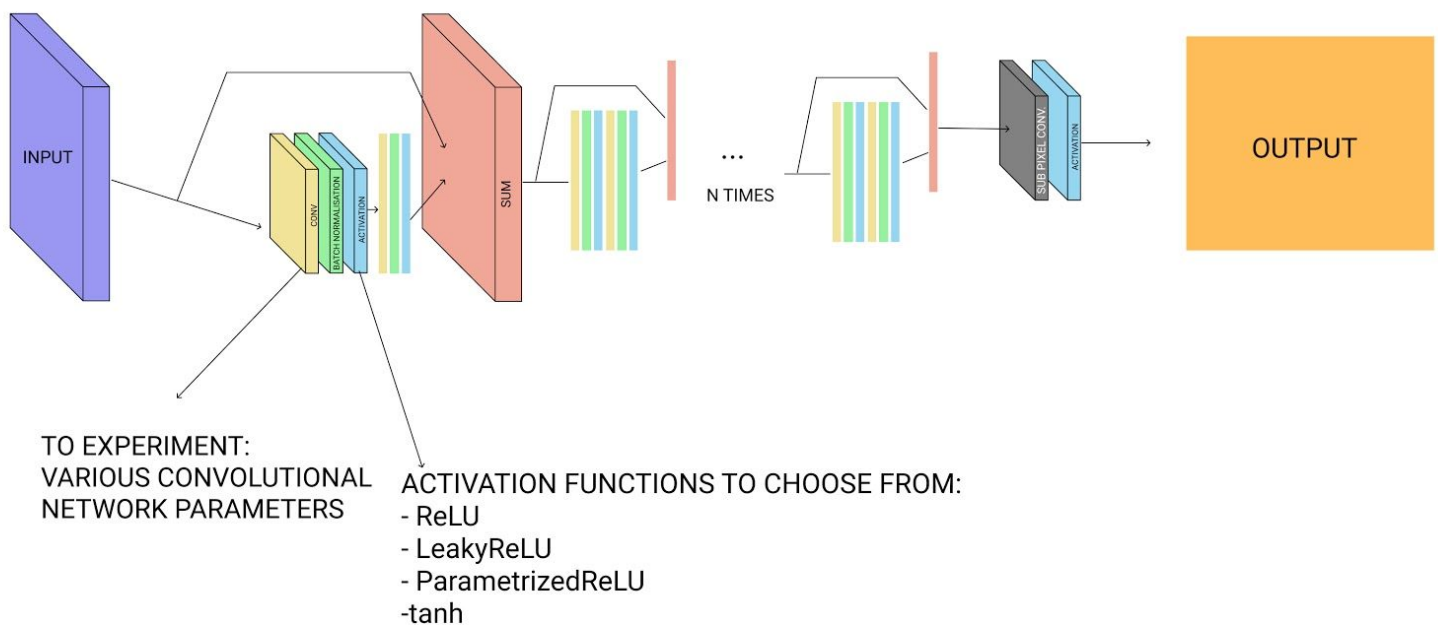 INPUT
CONV
BATCH NORMALISATION
ACTIVATION
SUM
...
N TIMES
SUB PIXEL CONV.
ACTIVATION
OUTPUT
TO EXPERIMENT:
VARIOUS CONVOLUTIONAL
NETWORK PARAMETERS
ACTIVATION FUNCTIONS TO CHOOSE FROM:
- ReLU
- LeakyReLU
- ParametrizedReLU
-tanh